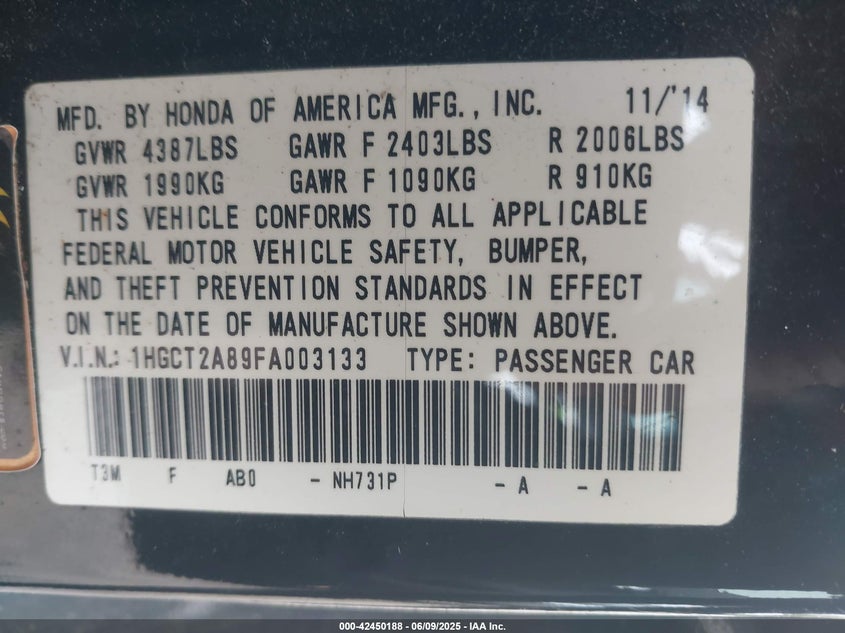 MFD. BY HONDA OF AMERICA MFG., INC. 11/'14
GVWR 4387LBS GAWR F 2403LBS R 2006LBS
GVWR 1990KG GAWR F 1090KG R 910KG
THIS VEHICLE CONFORMS TO ALL APPLICABLE
FEDERAL MOTOR VEHICLE SAFETY, BUMPER,
AND THEFT PREVENTION STANDARDS IN EFFECT
ON THE DATE OF MANUFACTURE SHOWN ABOVE.
V.I.N.: 1HGCT2A89FA003133 TYPE: PASSENGER CAR
T3M F AB0 - NH731P - A - A
000-42450188 - 06/09/2025 - IAA Inc.